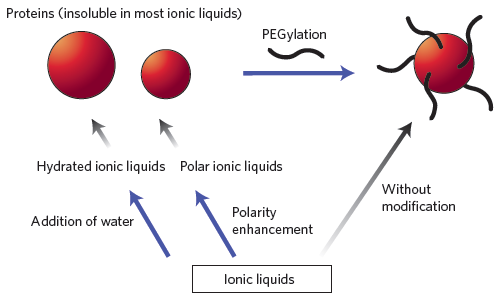 Proteins (insoluble in most ionic liquids)
PEGylation
Hydrated ionic liquids
Polar ionic liquids
Without
modification
Addition of water
Polarity
enhancement
Ionic liquids